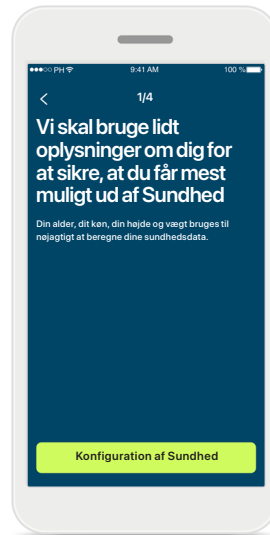 ●●●○○ PH 9:41 AM 100 %
1/4
Vi skal bruge lidt
oplysninger om dig for
at sikre, at du får mest
muligt ud af Sundhed
Din alder, dit køn, din højde og vægt bruges til
nøjagtigt at beregne dine sundhedsdata.
Konfiguration af Sundhed